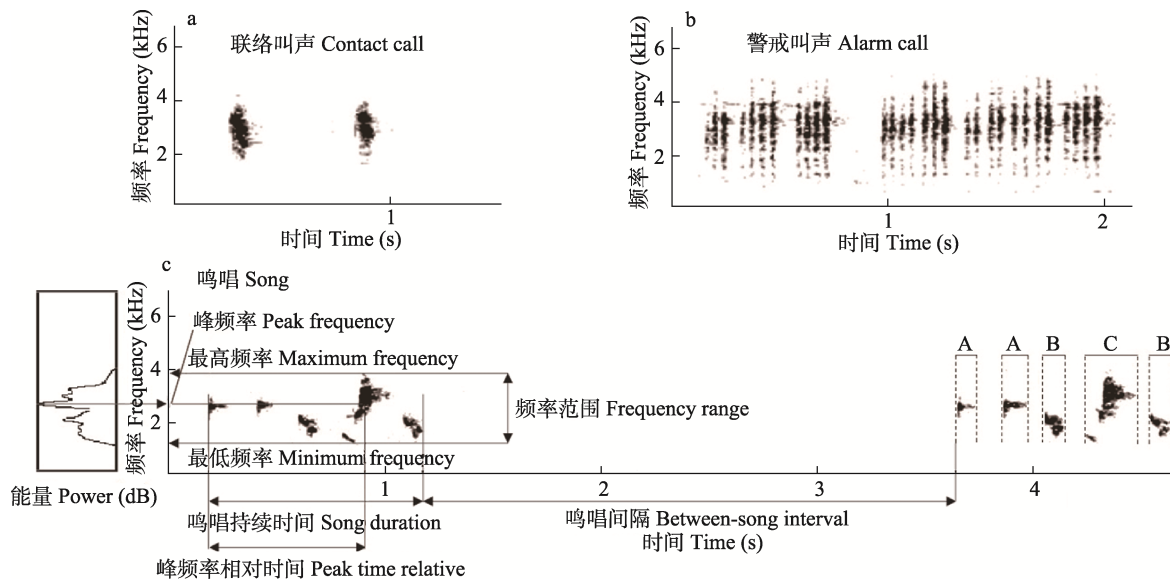 a
联络叫声 Contact call
频率 Frequency (kHz)
6
4
2
1
时间 Time (s)
b
警戒叫声 Alarm call
频率 Frequency (kHz)
6
4
2
1
2
时间 Time (s)
c
鸣唱 Song
峰频率 Peak frequency
最高频率 Maximum frequency
频率范围 Frequency range
最低频率 Minimum frequency
频率 Frequency (kHz)
6
4
2
A
A
B
C
B
能量 Power (dB)
1
2
3
4
鸣唱持续时间 Song duration
鸣唱间隔 Between-song interval
时间 Time (s)
峰频率相对时间 Peak time relative